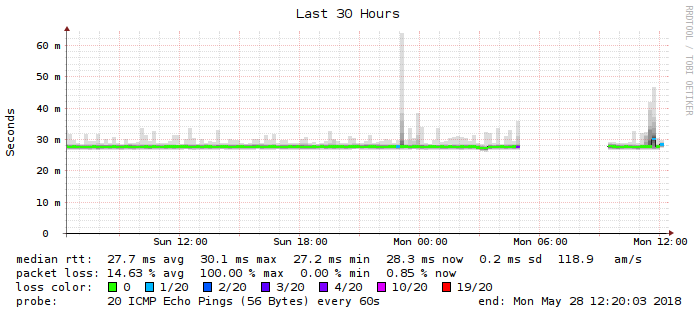 Last 30 Hours
RRDTOOL / TOBI OETIKER
Seconds
60 m
50 m
40 m
30 m
20 m
10 m
0
Sun 12:00 Sun 18:00 Mon 00:00 Mon 06:00 Mon 12:00
median rtt: 27.7 ms avg 30.1 ms max 27.2 ms min 28.3 ms now 0.2 ms sd 118.9 am/s
packet loss: 14.63 % avg 100.00 % max 0.00 % min 0.85 % now
loss color: 0 1/20 2/20 3/20 4/20 10/20 19/20
probe: 20 ICMP Echo Pings (56 Bytes) every 60s end: Mon May 28 12:20:03 2018